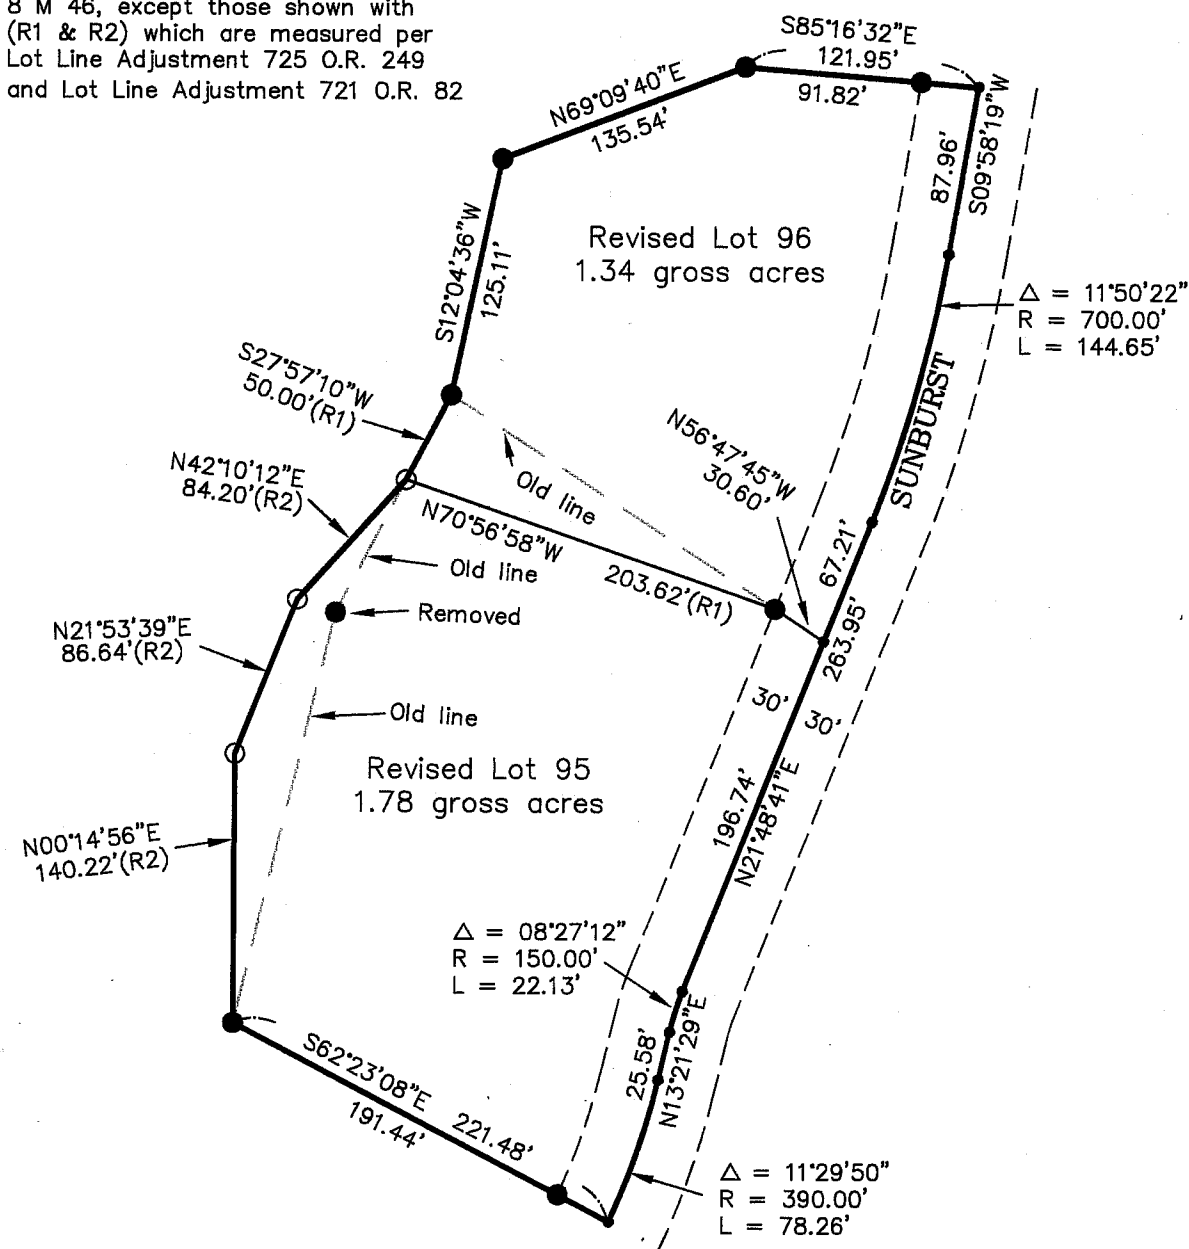 8 M 46, except those shown with
(R1 & R2) which are measured per
Lot Line Adjustment 725 O.R. 249
and Lot Line Adjustment 721 O.R. 82
S85°16'32"E
121.95'
91.82'
N69°09'40"E
135.54'
87.96'
S09°58'19"W
Revised Lot 96
1.34 gross acres
S12°04'36"W
125.11'
Δ = 11°50'22"
R = 700.00'
L = 144.65'
SUNBURST
S27°57'10"W
50.00'(R1)
N56°47'45"W
30.60'
N42°10'12"E
84.20'(R2)
Old line
N70°56'58"W
203.62'(R1)
67.21'
263.95'
Old line
Removed
N21°53'39"E
86.64'(R2)
30'
30'
Old line
Revised Lot 95
1.78 gross acres
196.74'
N21°48'41"E
N00°14'56"E
140.22'(R2)
Δ = 08°27'12"
R = 150.00'
L = 22.13'
25.58'
N13°21'29"E
S62°23'08"E
221.48'
191.44'
Δ = 11°29'50"
R = 390.00'
L = 78.26'